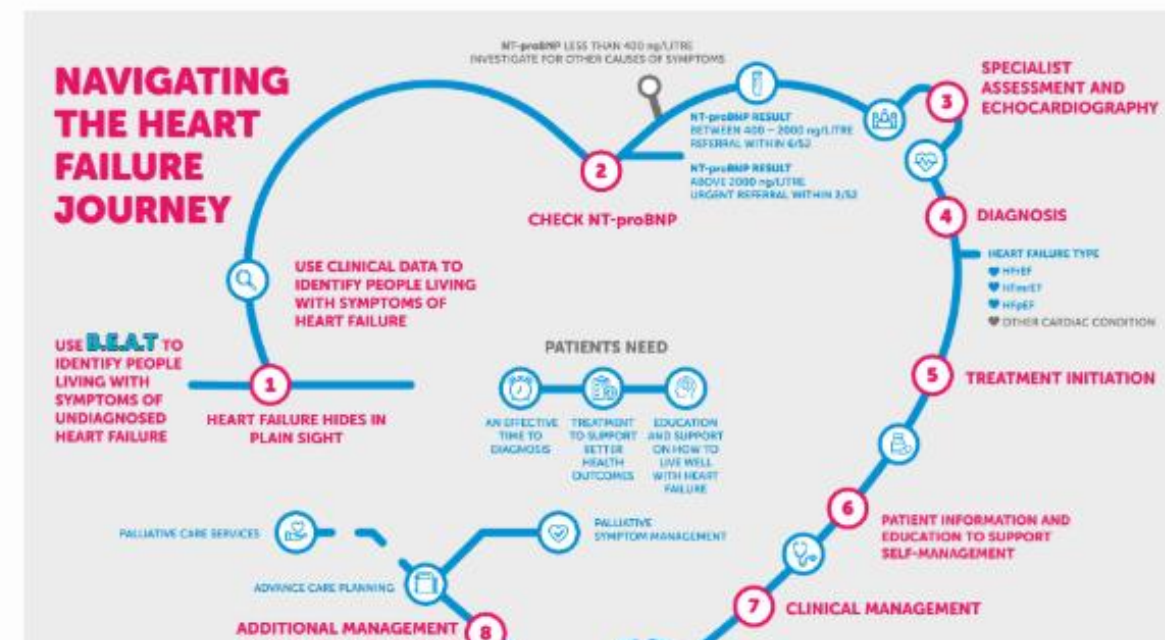 NAVIGATING
THE HEART
FAILURE
JOURNEY
NT-proBNP LESS THAN 400 ng/LITRE
INVESTIGATE FOR OTHER CAUSES OF SYMPTOMS
2
CHECK NT-proBNP
NT-proBNP RESULT
BETWEEN 400 – 2000 ng/LITRE
REFERRAL WITHIN 6/52
NT-proBNP RESULT
ABOVE 2000 ng/LITRE
URGENT REFERRAL WITHIN 2/52
3
SPECIALIST
ASSESSMENT AND
ECHOCARDIOGRAPHY
4
DIAGNOSIS
HEART FAILURE TYPE
HFrEF
HFmrEF
HFpEF
OTHER CARDIAC CONDITION
USE CLINICAL DATA TO
IDENTIFY PEOPLE LIVING
WITH SYMPTOMS OF
HEART FAILURE
USE B.E.A.T TO
IDENTIFY PEOPLE
LIVING WITH
SYMPTOMS OF
UNDIAGNOSED
HEART FAILURE
1
HEART FAILURE HIDES IN
PLAIN SIGHT
PATIENTS NEED
AN EFFECTIVE
TIME TO
DIAGNOSIS
TREATMENT
TO SUPPORT
BETTER
HEALTH
OUTCOMES
EDUCATION
AND SUPPORT
ON HOW TO
LIVE WELL
WITH HEART
FAILURE
5
TREATMENT INITIATION
6
PATIENT INFORMATION AND
EDUCATION TO SUPPORT
SELF-MANAGEMENT
7
CLINICAL MANAGEMENT
PALLIATIVE CARE SERVICES
PALLIATIVE
SYMPTOM MANAGEMENT
ADVANCE CARE PLANNING
ADDITIONAL MANAGEMENT
8